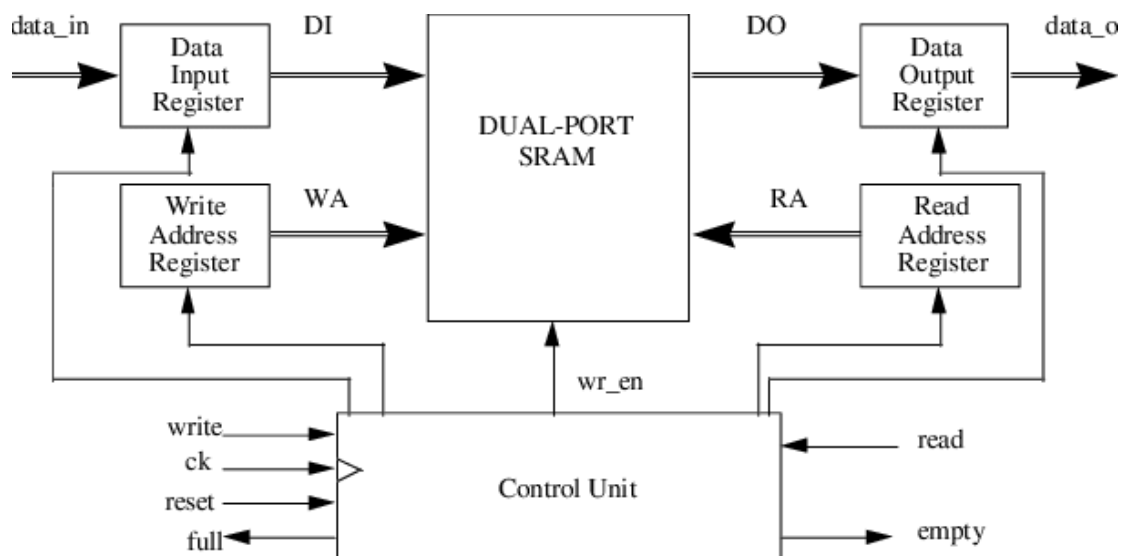 data_in
DI
DO
data_o
Data
Input
Register
Data
Output
Register
DUAL-PORT
SRAM
WA
RA
Write
Address
Register
Read
Address
Register
wr_en
write
ck
reset
full
Control Unit
read
empty